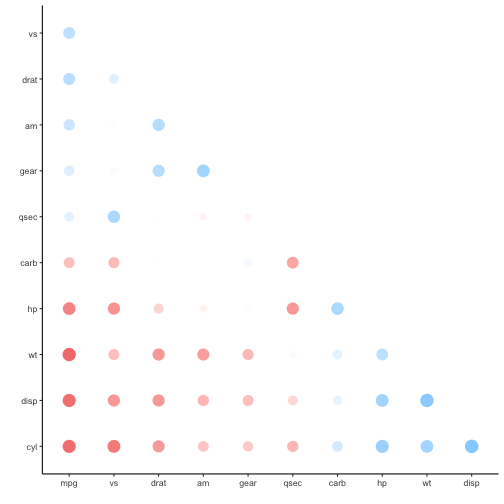 vs
drat
am
gear
qsec
carb
hp
wt
disp
cyl
mpg vs drat am gear qsec carb hp wt disp